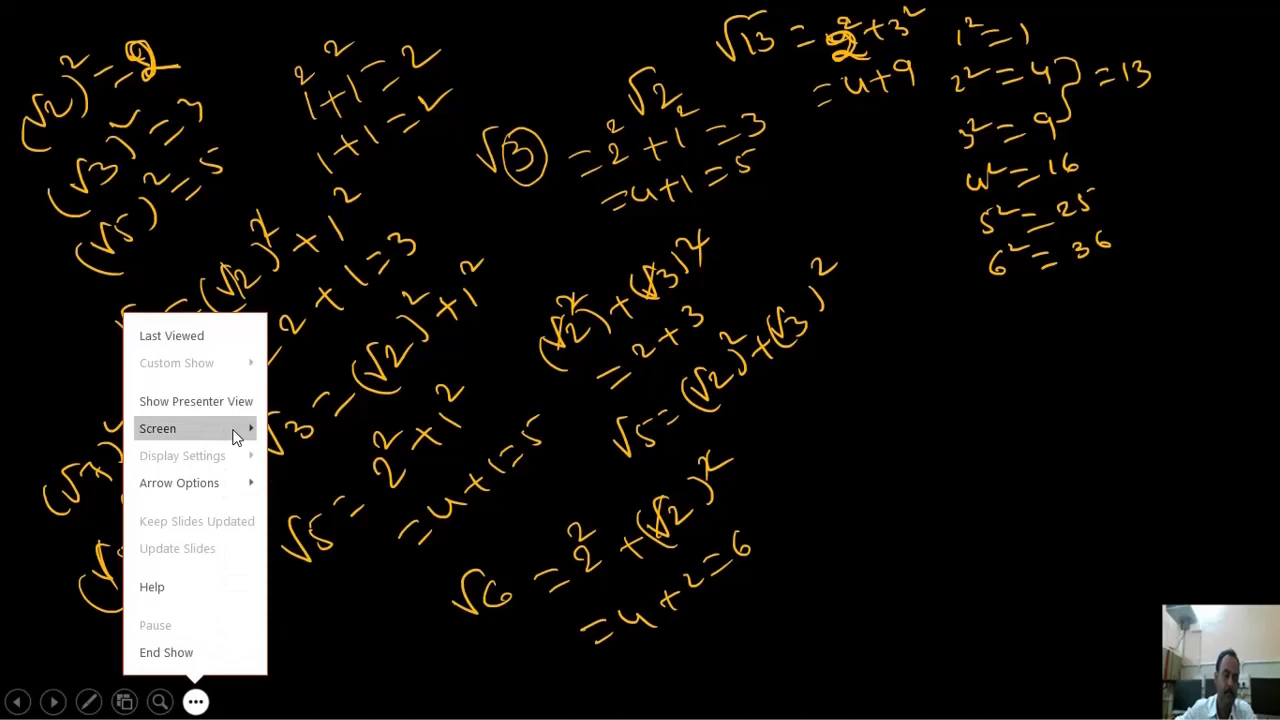 (√2)² = 2
(√3)² = 3
(√5)² = 5
1² + 1² = 2
1 + 1 = 2
√2
√3 = 2² + 1² = 3
= 4+1 = 5
√13 = 2² + 3²
= 4+9
1² = 1
2² = 4
3² = 9
= 13
4² = 16
5² = 25
6² = 36
= (√2)² + 1²
= 2 + 1 = 3
√3 = (√2)² + 1²
√5 = 2² + 1²
= 4+1 = 5
(√2)² + (√3)²
= 2 + 3
√5 = (√2)² + (√3)²
√6 = 2² + (√2)²
= 4+2 = 6
Last Viewed
Custom Show
Show Presenter View
Screen
Display Settings
Arrow Options
Keep Slides Updated
Update Slides
Help
Pause
End Show